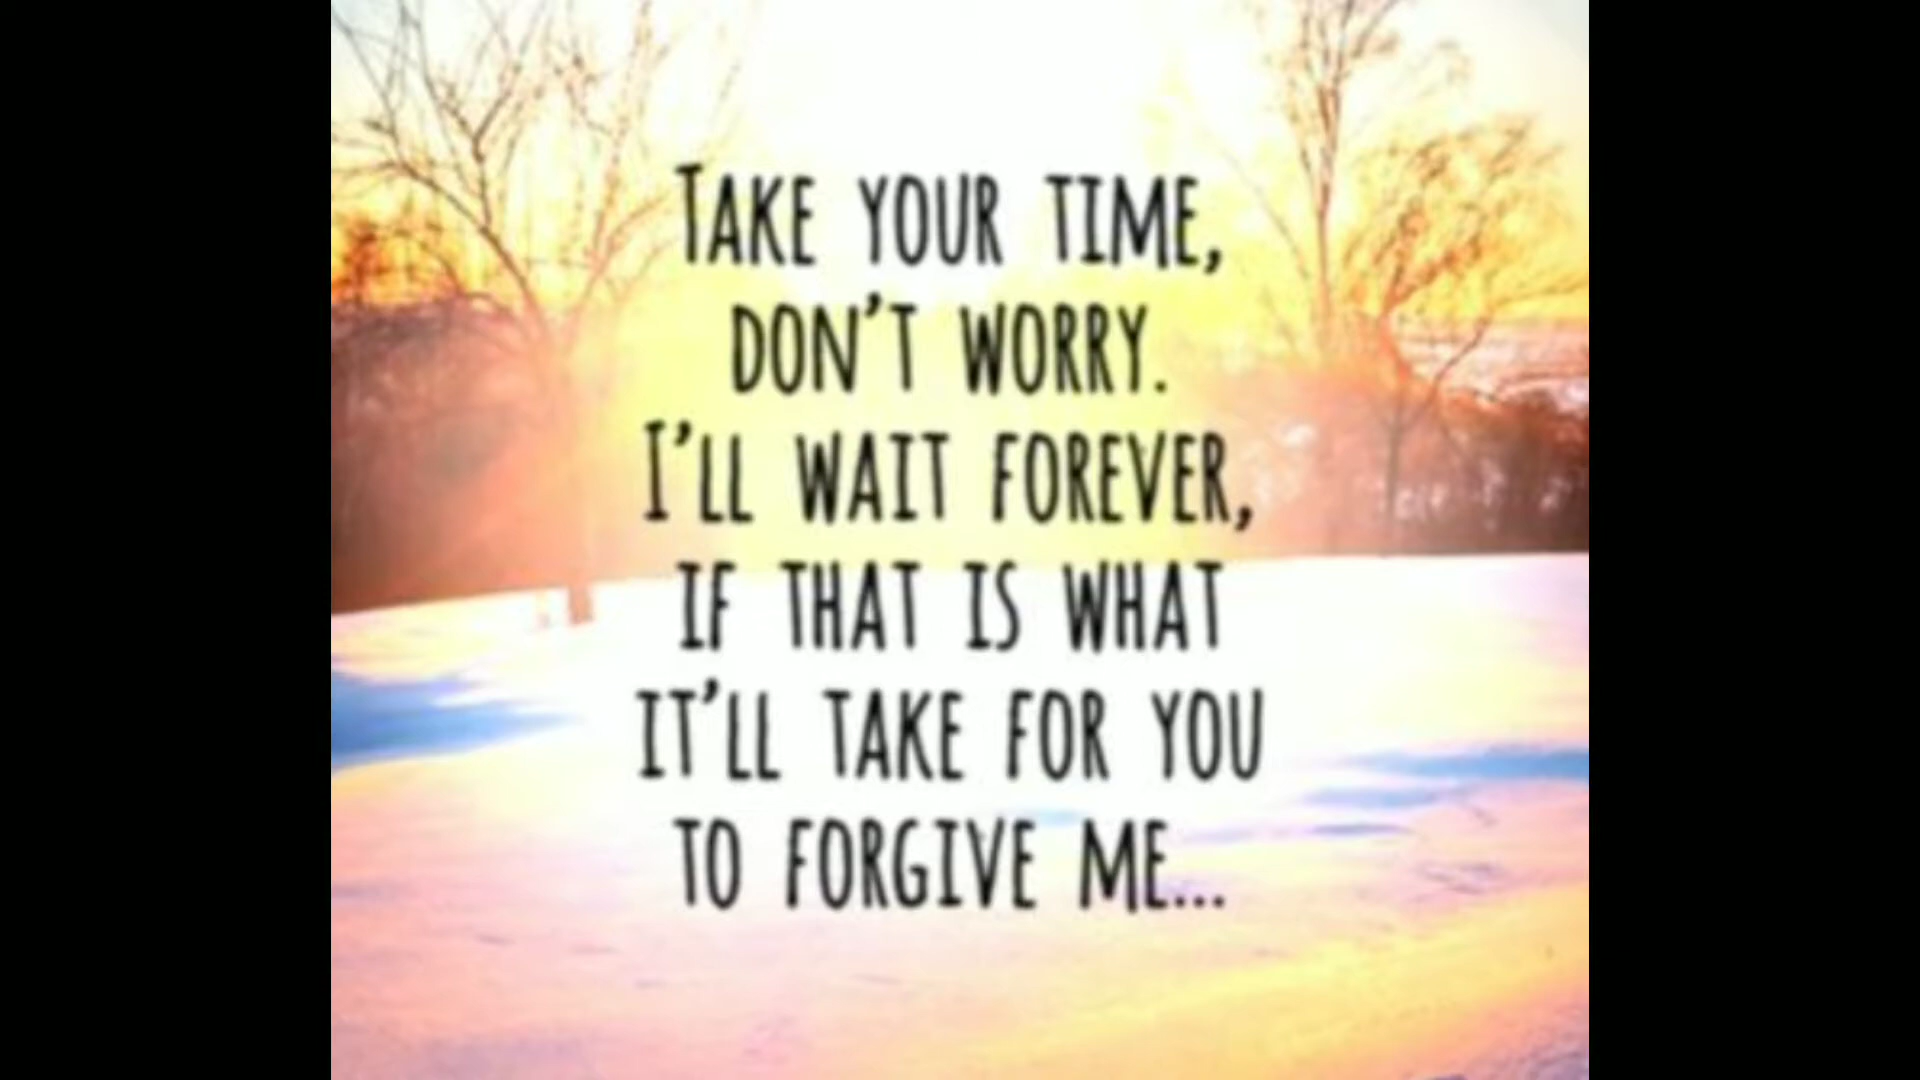 Take your time,
don't worry.
I'll wait forever,
if that is what
it'll take for you
to forgive me...